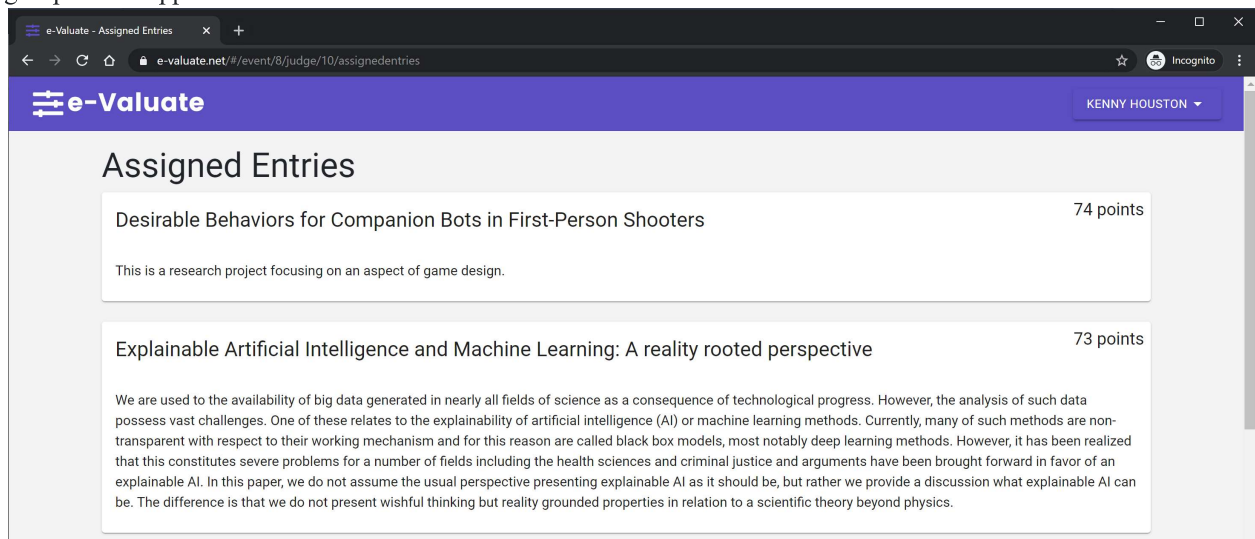 e-Valuate - Assigned Entries
e-valuate.net/#/event/8/judge/10/assignedentries
Incognito
e-Valuate
KENNY HOUSTON
Assigned Entries
Desirable Behaviors for Companion Bots in First-Person Shooters
74 points
This is a research project focusing on an aspect of game design.
Explainable Artificial Intelligence and Machine Learning: A reality rooted perspective
73 points
We are used to the availability of big data generated in nearly all fields of science as a consequence of technological progress. However, the analysis of such data
possess vast challenges. One of these relates to the explainability of artificial intelligence (AI) or machine learning methods. Currently, many of such methods are non-
transparent with respect to their working mechanism and for this reason are called black box models, most notably deep learning methods. However, it has been realized
that this constitutes severe problems for a number of fields including the health sciences and criminal justice and arguments have been brought forward in favor of an
explainable AI. In this paper, we do not assume the usual perspective presenting explainable AI as it should be, but rather we provide a discussion what explainable AI can
be. The difference is that we do not present wishful thinking but reality grounded properties in relation to a scientific theory beyond physics.